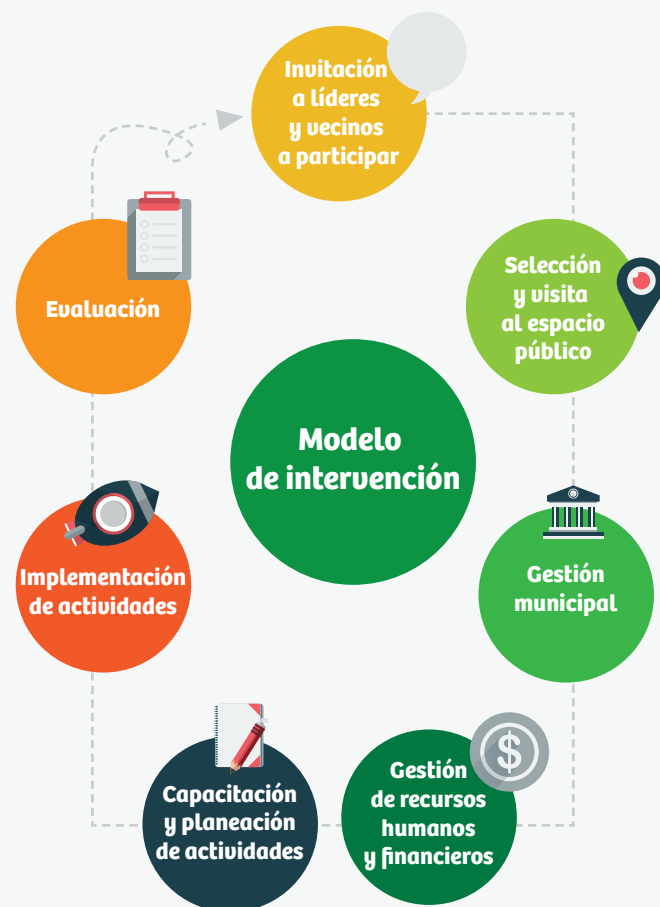 Invitación
a líderes
y vecinos
a participar
Selección
y visita
al espacio
público
Gestión
municipal
Gestión
de recursos
humanos
y financieros
Capacitación
y planeación
de actividades
Implementación
de actividades
Evaluación
Modelo
de intervención
$